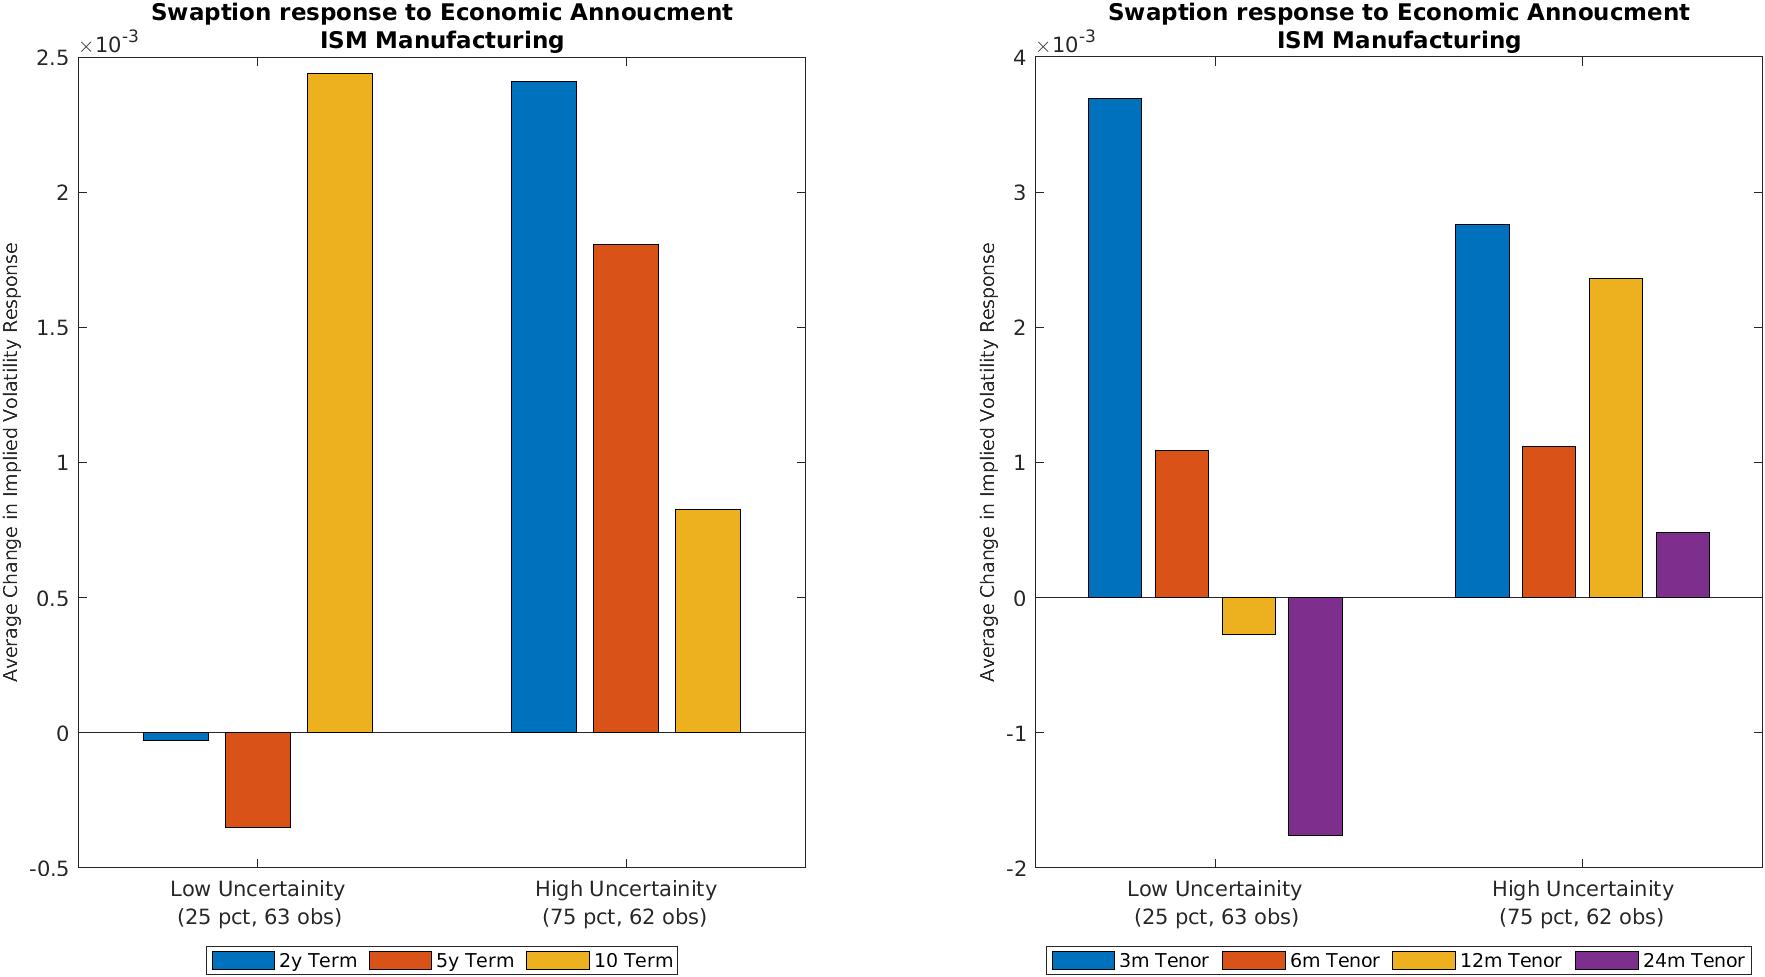 Swaption response to Economic Annoucment
ISM Manufacturing
×10-3
2.5
2
1.5
1
0.5
0
-0.5
Average Change in Implied Volatility Response
Low Uncertainity
(25 pct, 63 obs)
High Uncertainity
(75 pct, 62 obs)
2y Term
5y Term
10 Term
Swaption response to Economic Annoucment
ISM Manufacturing
×10-3
4
3
2
1
0
-1
-2
Average Change in Implied Volatility Response
Low Uncertainity
(25 pct, 63 obs)
High Uncertainity
(75 pct, 62 obs)
3m Tenor
6m Tenor
12m Tenor
24m Tenor